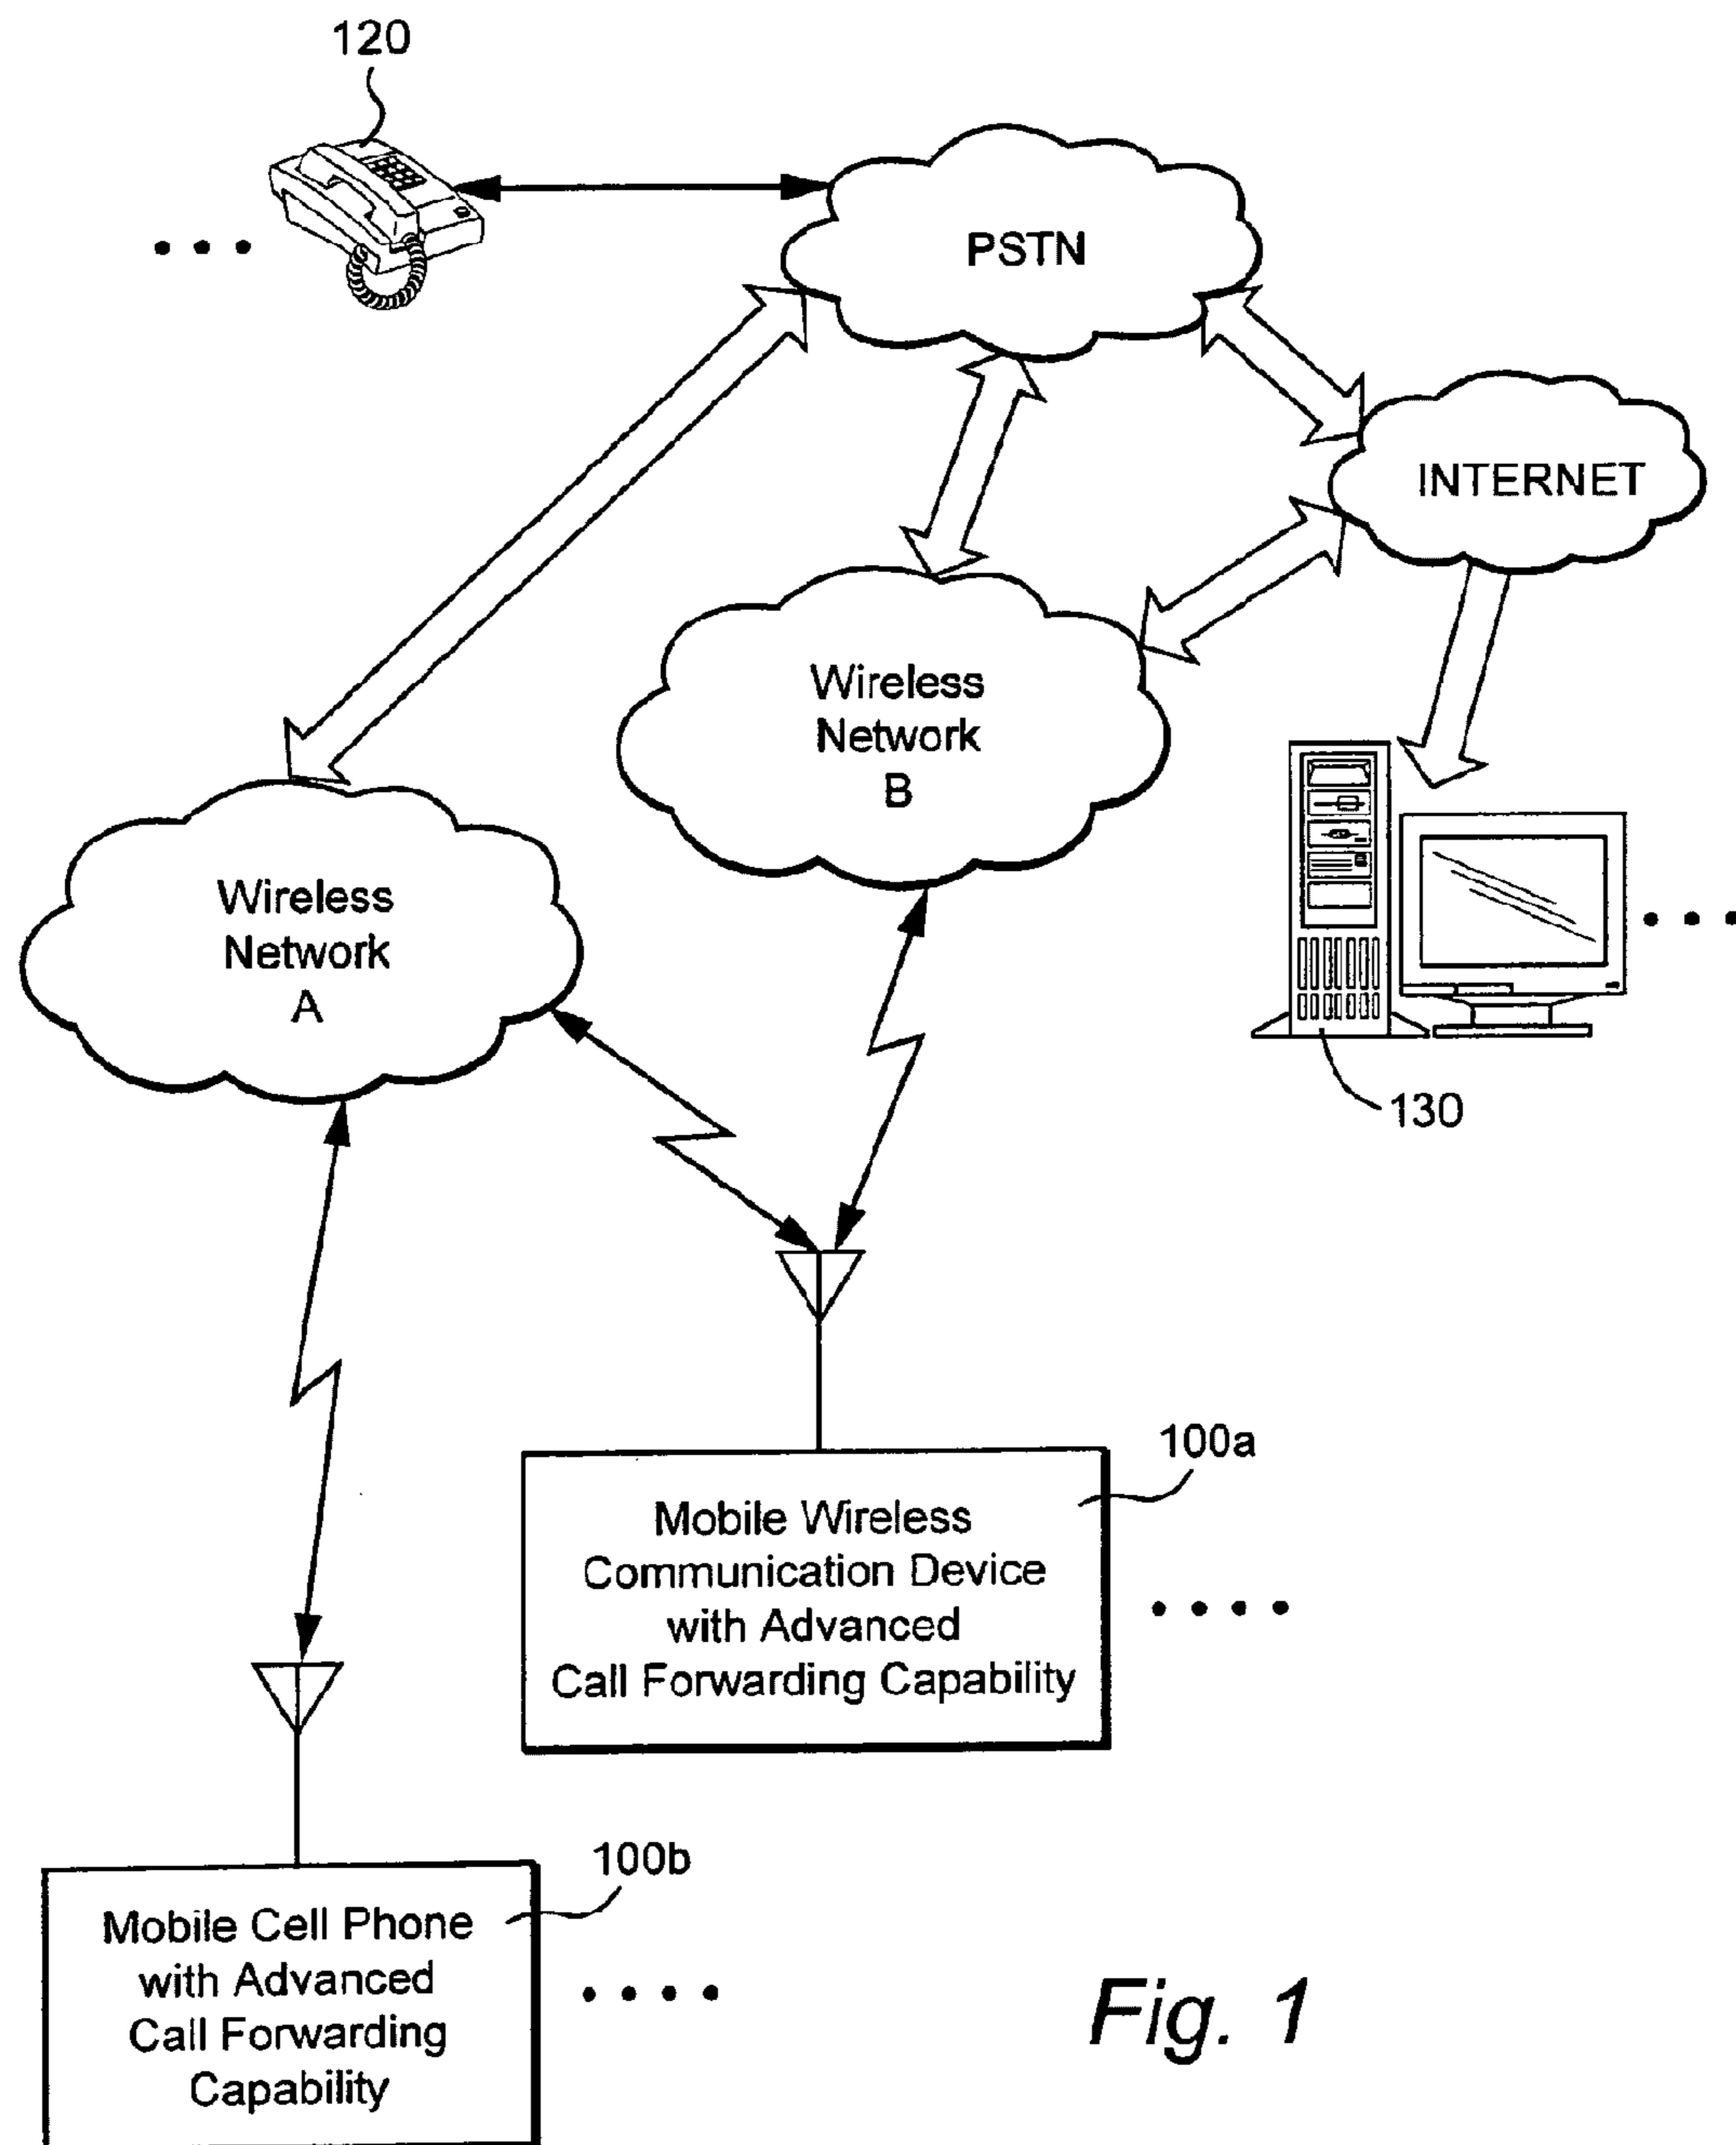 120
PSTN
INTERNET
Wireless
Network
B
Wireless
Network
A
130
100a
Mobile Wireless
Communication Device
with Advanced
Call Forwarding Capability
100b
Mobile Cell Phone
with Advanced
Call Forwarding
Capability
Fig. 1